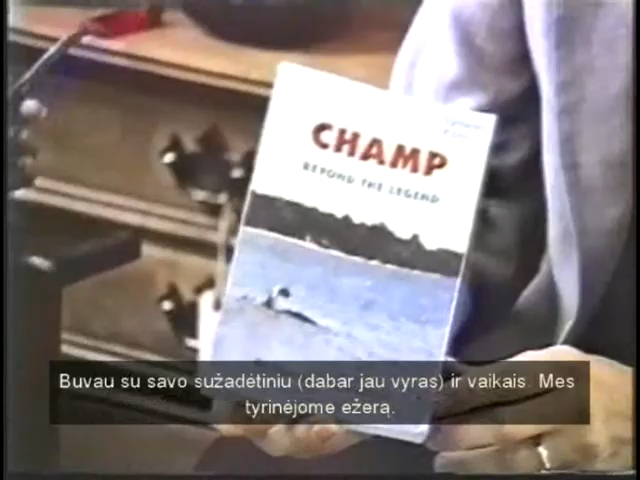 CHAMP
BEYOND THE LEGEND
Buvau su savo sužadėtiniu (dabar jau vyras) ir vaikais. Mes
tyrinėjome ežerą.